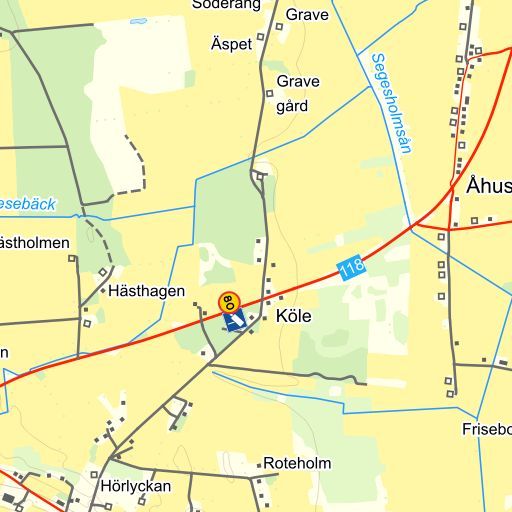 Söderäng
Grave
Äspet
Grave
gård
Segesholmsån
Åhus
esebäck
ästholmen
118
Hästhagen
80
Köle
n
Frisebo
Roteholm
Hörlyckan